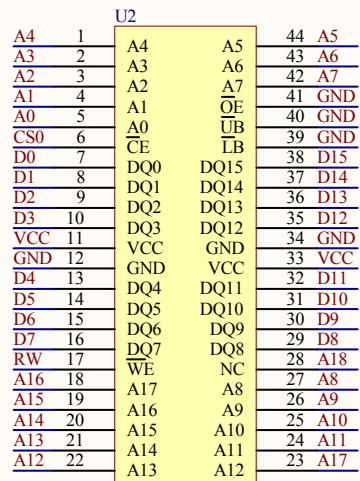 U2
A4 1 A4 A5 44 A5
A3 2 A3 A6 43 A6
A2 3 A2 A7 42 A7
A1 4 A1 OE 41 GND
A0 5 A0 UB 40 GND
CS0 6 CE LB 39 GND
D0 7 DQ0 DQ15 38 D15
D1 8 DQ1 DQ14 37 D14
D2 9 DQ2 DQ13 36 D13
D3 10 DQ3 DQ12 35 D12
VCC 11 VCC GND 34 GND
GND 12 GND VCC 33 VCC
D4 13 DQ4 DQ11 32 D11
D5 14 DQ5 DQ10 31 D10
D6 15 DQ6 DQ9 30 D9
D7 16 DQ7 DQ8 29 D8
RW 17 WE NC 28 A18
A16 18 A17 A8 27 A8
A15 19 A16 A9 26 A9
A14 20 A15 A10 25 A10
A13 21 A14 A11 24 A11
A12 22 A13 A12 23 A17